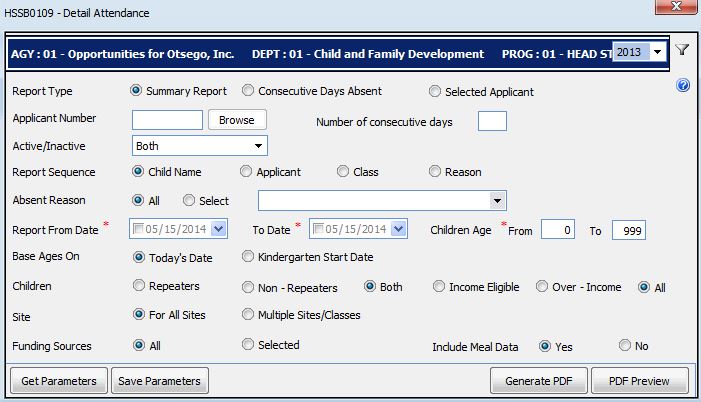 HSSB0109 - Detail Attendance
AGY : 01 - Opportunities for Otsego, Inc. DEPT : 01 - Child and Family Development PROG : 01 - HEAD ST 2013
Report Type Summary Report Consecutive Days Absent Selected Applicant
Applicant Number Browse Number of consecutive days
Active/Inactive Both
Report Sequence Child Name Applicant Class Reason
Absent Reason All Select
Report From Date * 05/15/2014 To Date * 05/15/2014 Children Age * From 0 To 999
Base Ages On Today's Date Kindergarten Start Date
Children Repeaters Non - Repeaters Both Income Eligible Over - Income All
Site For All Sites Multiple Sites/Classes
Funding Sources All Selected Include Meal Data Yes No
Get Parameters Save Parameters Generate PDF PDF Preview